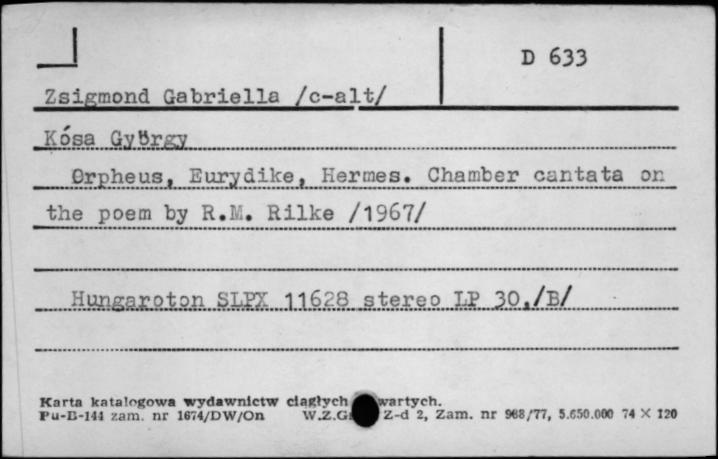 D 633
Zsigmond Gabriella /c-alt/
Kósa György
Orpheus, Eurydike, Hermes. Chamber cantata on
the poem by R.M. Rilke /1967/
Hungaroton SLPX 11628 stereo LP 30,/B/
Karta katalogowa wydawnictw ciągłych wartych.
Pu-B-144 zam. nr 1674/DW/On W.Z.G Z-d 2, Zam. nr 968/77, 5.650.000 74 × 120